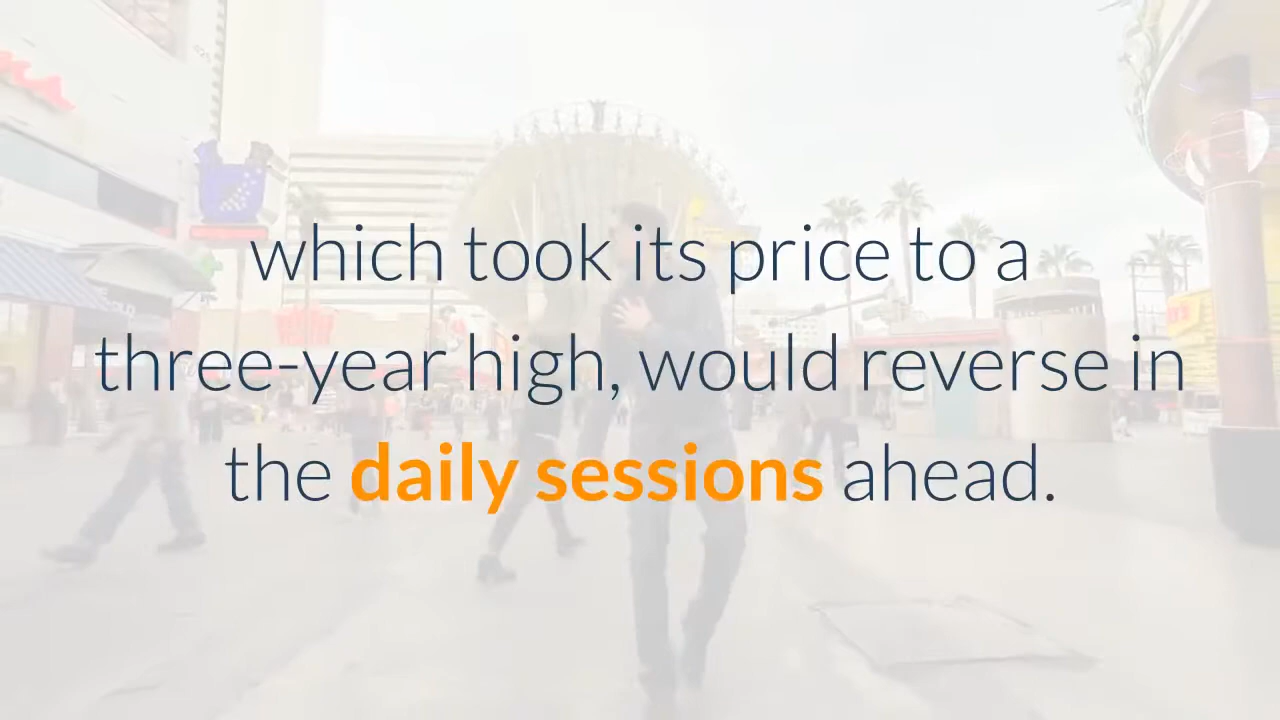 which took its price to a
three-year high, would reverse in
the daily sessions ahead.